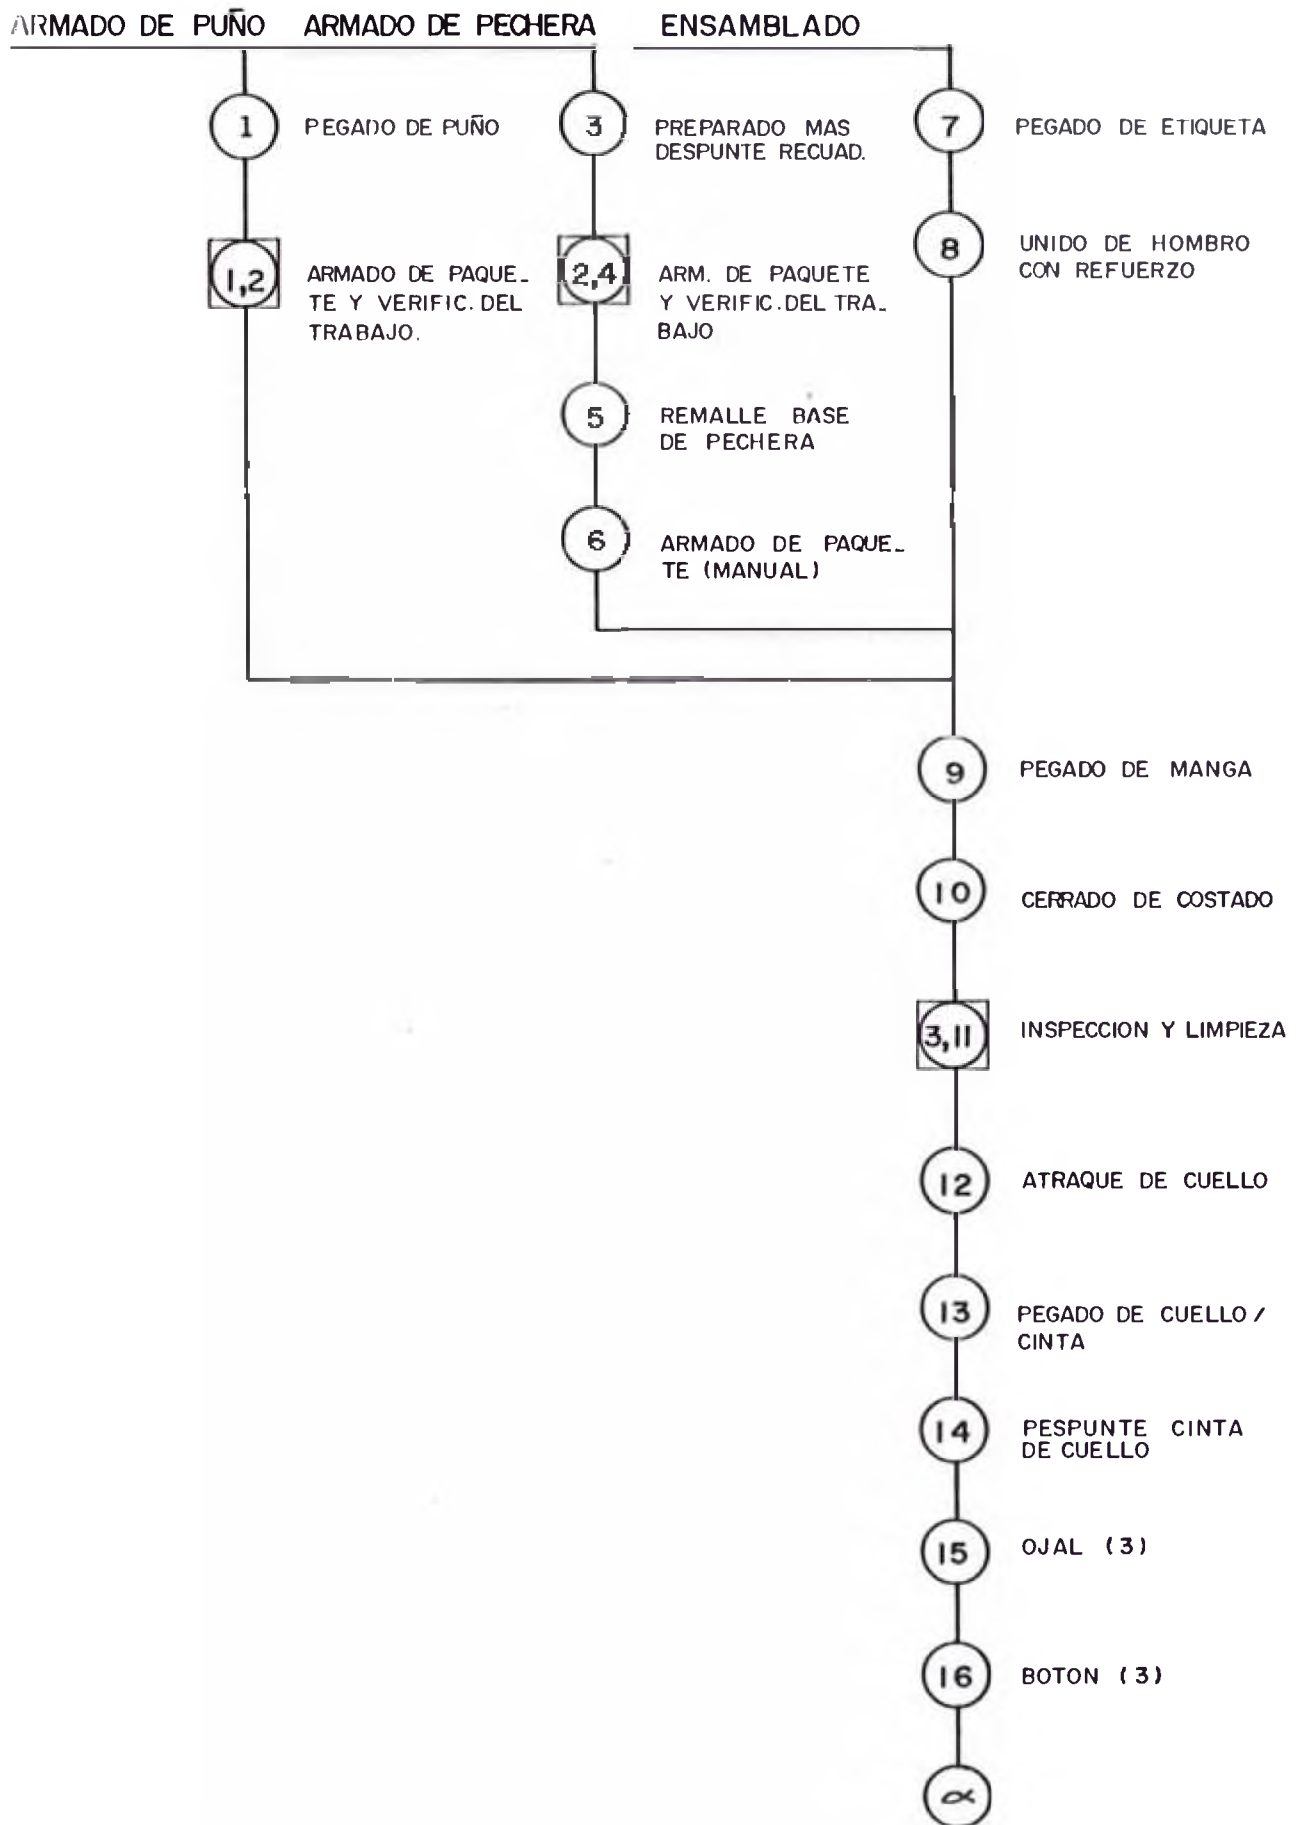 ARMADO DE PUÑO
ARMADO DE PECHERA
ENSAMBLADO
1
PEGADO DE PUÑO
1,2
ARMADO DE PAQUE-
TE Y VERIFIC. DEL
TRABAJO.
3
PREPARADO MAS
DESPUNTE RECUAD.
2,4
ARM. DE PAQUETE
Y VERIFIC. DEL TRA-
BAJO
5
REMALLE BASE
DE PECHERA
6
ARMADO DE PAQUE-
TE (MANUAL)
7
PEGADO DE ETIQUETA
8
UNIDO DE HOMBRO
CON REFUERZO
9
PEGADO DE MANGA
10
CERRADO DE COSTADO
3,11
INSPECCION Y LIMPIEZA
12
ATRAQUE DE CUELLO
13
PEGADO DE CUELLO /
CINTA
14
PESPUNTE CINTA
DE CUELLO
15
OJAL (3)
16
BOTON (3)
α